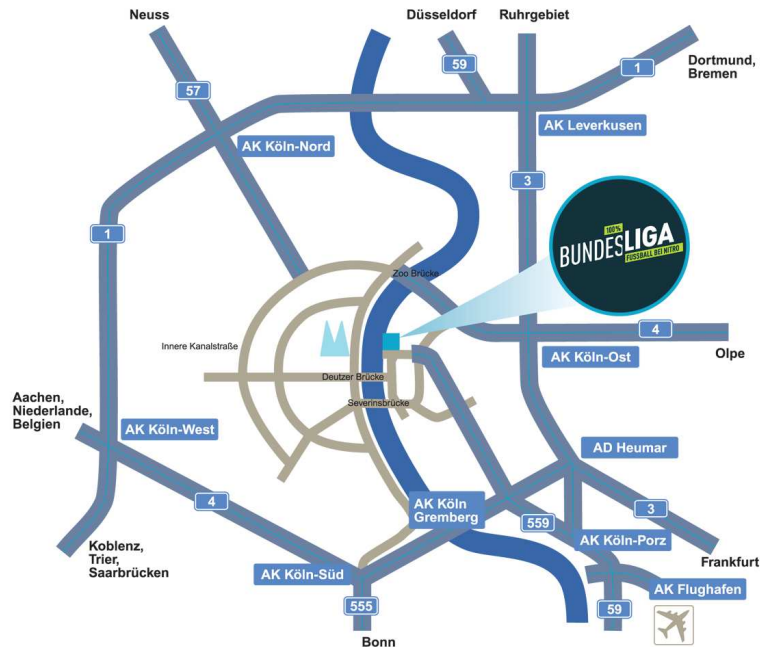 Neuss
Düsseldorf
Ruhrgebiet
59
1
Dortmund,
Bremen
57
AK Leverkusen
AK Köln-Nord
3
1
100%
BUNDESLIGA
FUSSBALL BEI NITRO
Zoo Brücke
4
Innere Kanalstraße
AK Köln-Ost
Olpe
Deutzer Brücke
Aachen,
Niederlande,
Belgien
Severinsbrücke
AK Köln-West
AD Heumar
4
AK Köln
Gremberg
3
559
AK Köln-Porz
Koblenz,
Trier,
Saarbrücken
Frankfurt
AK Köln-Süd
AK Flughafen
555
59
Bonn